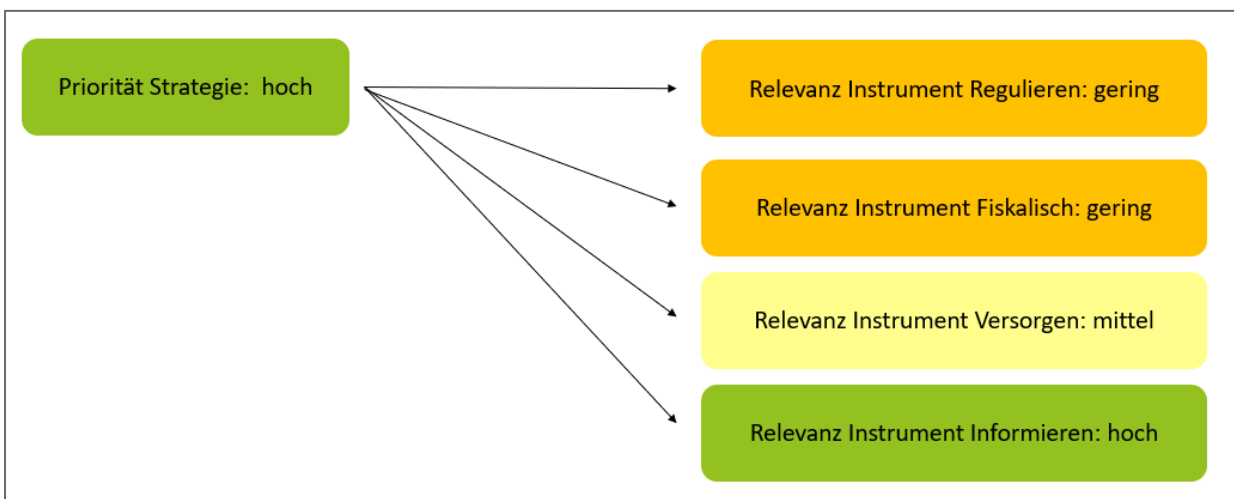 Priorität Strategie:  hoch
Relevanz Instrument Regulieren: gering
Relevanz Instrument Fiskalisch: gering
Relevanz Instrument Versorgen: mittel
Relevanz Instrument Informieren: hoch